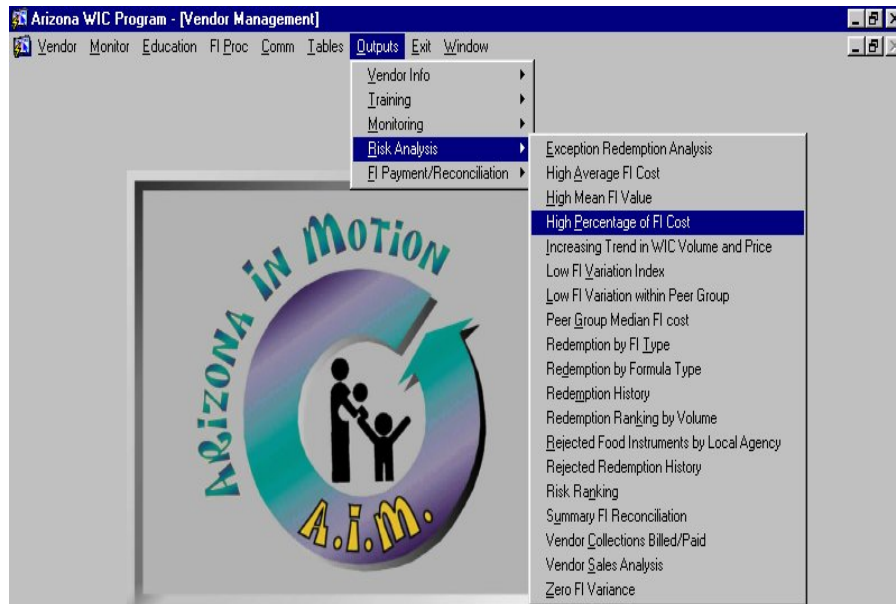 Arizona WIC Program - [Vendor Management]
Vendor Monitor Education FI Proc Comm Tables Outputs Exit Window
Vendor Info
Training
Monitoring
Risk Analysis
FI Payment/Reconciliation
Exception Redemption Analysis
High Average FI Cost
High Mean FI Value
High Percentage of FI Cost
Increasing Trend in WIC Volume and Price
Low FI Variation Index
Low FI Variation within Peer Group
Peer Group Median FI cost
Redemption by FI Type
Redemption by Formula Type
Redemption History
Redemption Ranking by Volume
Rejected Food Instruments by Local Agency
Rejected Redemption History
Risk Ranking
Summary FI Reconciliation
Vendor Collections Billed/Paid
Vendor Sales Analysis
Zero FI Variance
ARIZONA IN MOTION
A.I.M.